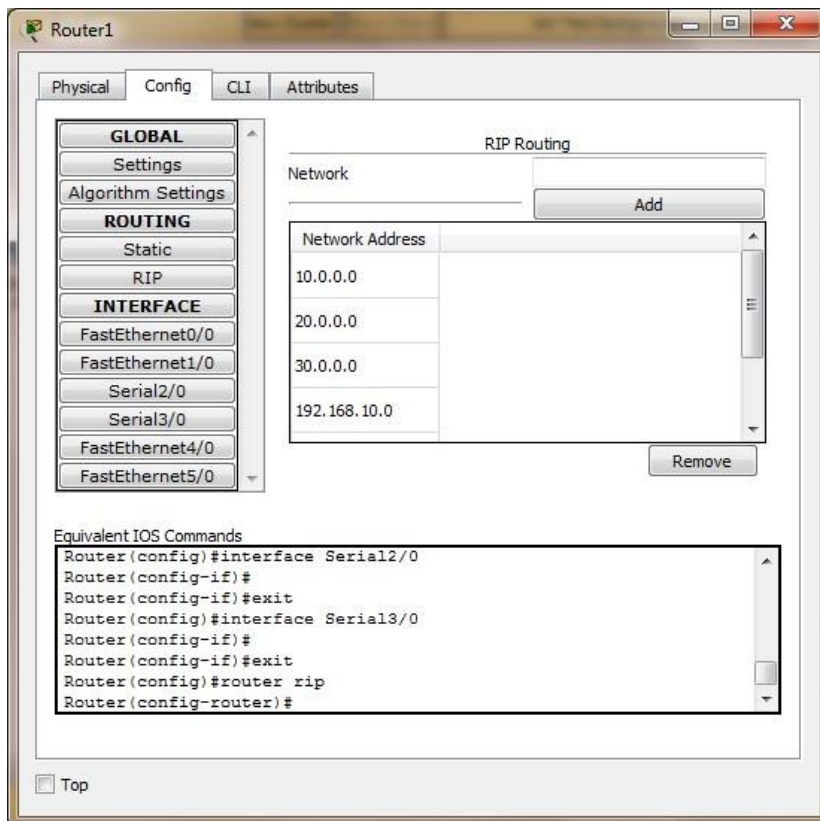 Router1
Physical
Config
CLI
Attributes
GLOBAL
Settings
Algorithm Settings
ROUTING
Static
RIP
INTERFACE
FastEthernet0/0
FastEthernet1/0
Serial2/0
Serial3/0
FastEthernet4/0
FastEthernet5/0
RIP Routing
Network
Add
Network Address
10.0.0.0
20.0.0.0
30.0.0.0
192.168.10.0
Remove
Equivalent IOS Commands
Router(config)#interface Serial2/0
Router(config-if)#
Router(config-if)#exit
Router(config)#interface Serial3/0
Router(config-if)#
Router(config-if)#exit
Router(config)#router rip
Router(config-router)#
Top